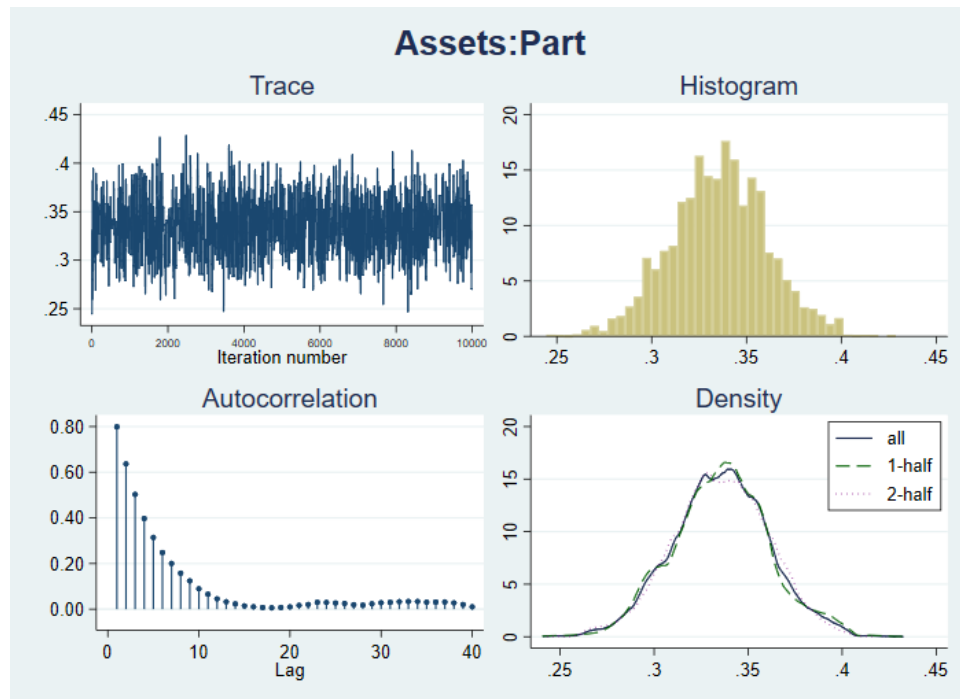 Assets:Part
Trace
.45
.4
.35
.3
.25
0 2000 4000 6000 8000 10000
Iteration number
Histogram
20
15
10
5
0
.25 .3 .35 .4 .45
Autocorrelation
0.80
0.60
0.40
0.20
0.00
0 10 20 30 40
Lag
Density
20
15
10
5
0
all
1-half
2-half
.25 .3 .35 .4 .45